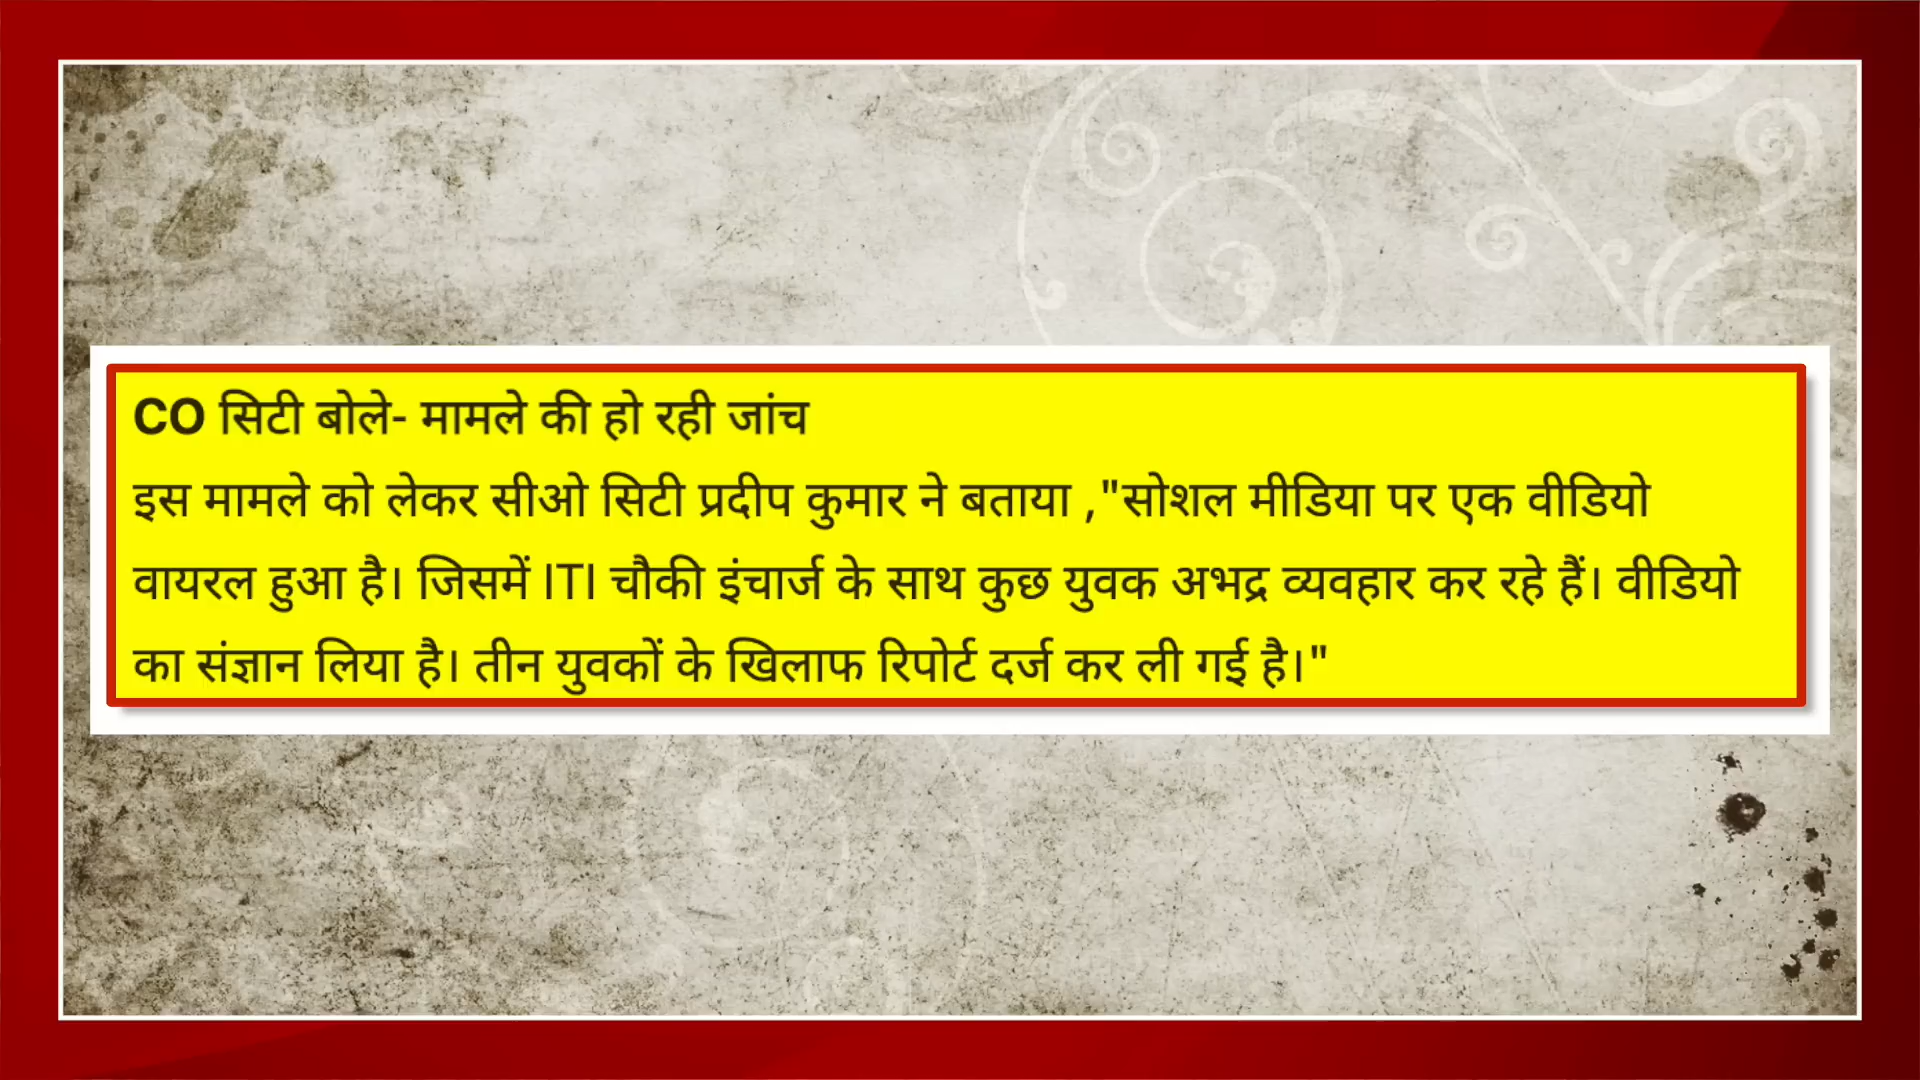 CO सिटी बोले- मामले की हो रही जांच
इस मामले को लेकर सीओ सिटी प्रदीप कुमार ने बताया ,"सोशल मीडिया पर एक वीडियो
वायरल हुआ है। जिसमें ITI चौकी इंचार्ज के साथ कुछ युवक अभद्र व्यवहार कर रहे हैं। वीडियो
का संज्ञान लिया है। तीन युवकों के खिलाफ रिपोर्ट दर्ज कर ली गई है।"